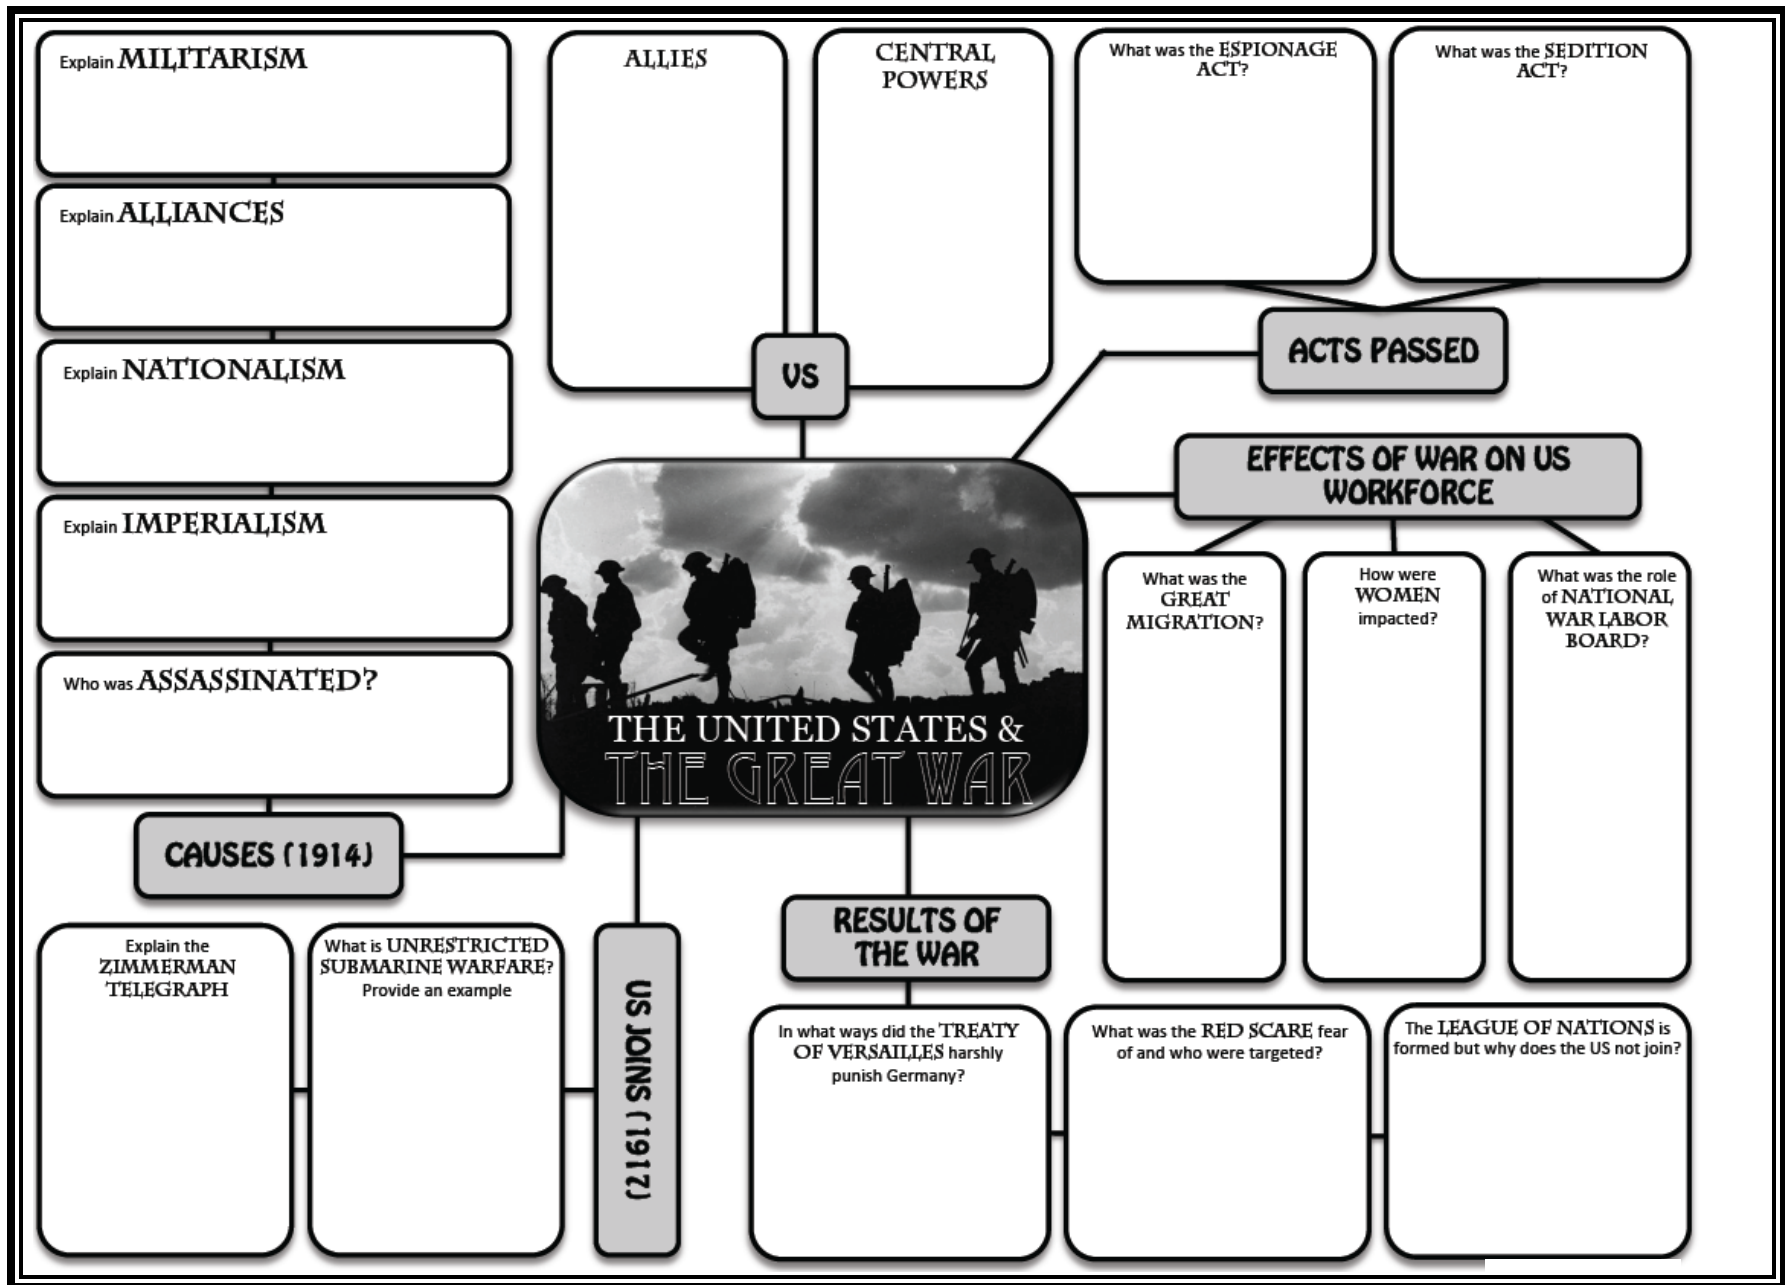 Explain MILITARISM
Explain ALLIANCES
Explain NATIONALISM
Explain IMPERIALISM
Who was ASSASSINATED?
CAUSES (1914)
ALLIES
CENTRAL
POWERS
VS
What was the ESPIONAGE
ACT?
What was the SEDITION
ACT?
ACTS PASSED
EFFECTS OF WAR ON US
WORKFORCE
What was the
GREAT
MIGRATION?
How were
WOMEN
impacted?
What was the role
of NATIONAL
WAR LABOR
BOARD?
THE UNITED STATES &
THE GREAT WAR
Explain the
ZIMMERMAN
TELEGRAPH
What is UNRESTRICTED
SUBMARINE WARFARE?
Provide an example
US JOINS (1917)
RESULTS OF
THE WAR
In what ways did the TREATY
OF VERSAILLES harshly
punish Germany?
What was the RED SCARE fear
of and who were targeted?
The LEAGUE OF NATIONS is
formed but why does the US not join?